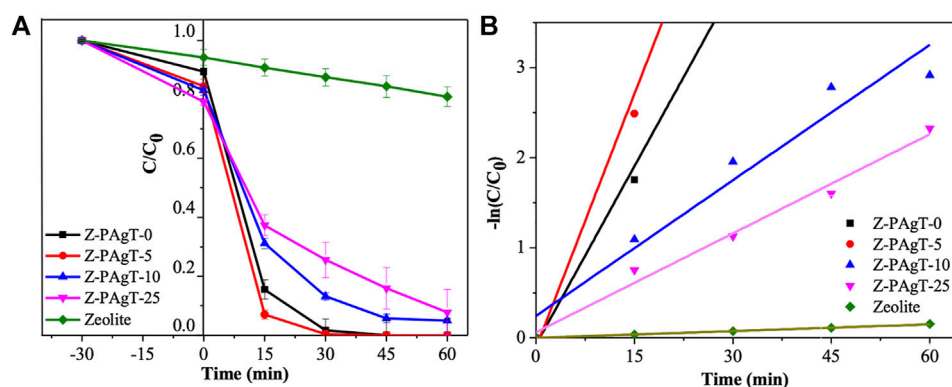 A
1.0
0.8
0.6
0.4
0.2
0.0
C/C0
Z-PAgT-0
Z-PAgT-5
Z-PAgT-10
Z-PAgT-25
Zeolite
-30
-15
0
15
30
45
60
Time (min)
B
3
2
1
0
-ln(C/C0)
Z-PAgT-0
Z-PAgT-5
Z-PAgT-10
Z-PAgT-25
Zeolite
0
15
30
45
60
Time (min)